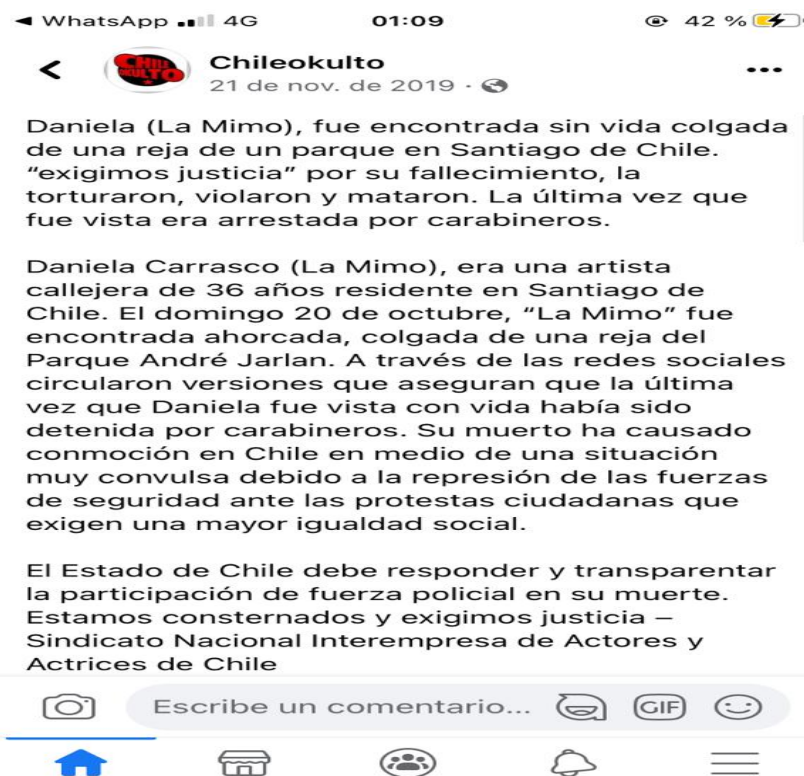 ◀ WhatsApp 4G 01:09 42 %
CHILE
OKULTO
Chileokulto
21 de nov. de 2019 ·
Daniela (La Mimo), fue encontrada sin vida colgada
de una reja de un parque en Santiago de Chile.
“exigimos justicia” por su fallecimiento, la
torturaron, violaron y mataron. La última vez que
fue vista era arrestada por carabineros.
Daniela Carrasco (La Mimo), era una artista
callejera de 36 años residente en Santiago de
Chile. El domingo 20 de octubre, “La Mimo” fue
encontrada ahorcada, colgada de una reja del
Parque André Jarlan. A través de las redes sociales
circularon versiones que aseguran que la última
vez que Daniela fue vista con vida había sido
detenida por carabineros. Su muerto ha causado
conmoción en Chile en medio de una situación
muy convulsa debido a la represión de las fuerzas
de seguridad ante las protestas ciudadanas que
exigen una mayor igualdad social.
El Estado de Chile debe responder y transparentar
la participación de fuerza policial en su muerte.
Estamos consternados y exigimos justicia –
Sindicato Nacional Interempresa de Actores y
Actrices de Chile
Escribe un comentario... GIF